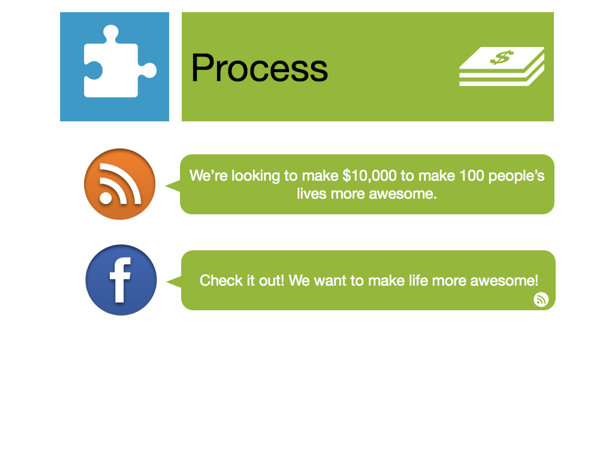 Process
$
We're looking to make $10,000 to make 100 people's
lives more awesome.
f
Check it out! We want to make life more awesome!